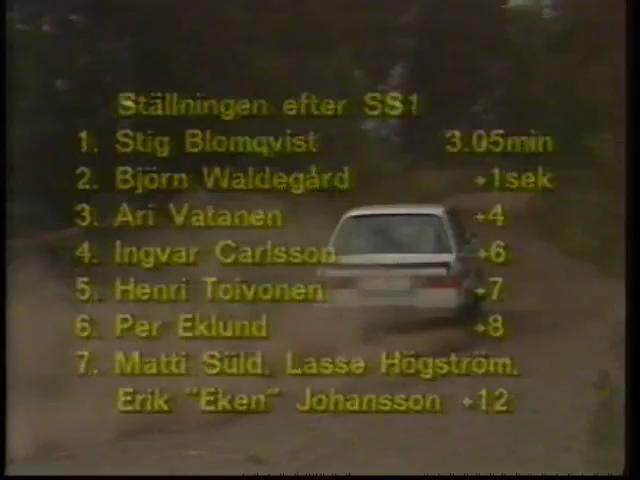 Ställningen efter SS1
1. Stig Blomqvist 3.05min
2. Björn Waldegård +1sek
3. Ari Vatanen +4
4. Ingvar Carlsson +6
5. Henri Toivonen +7
6. Per Eklund +8
7. Matti Süld. Lasse Högström.
Erik "Eken" Johansson +12